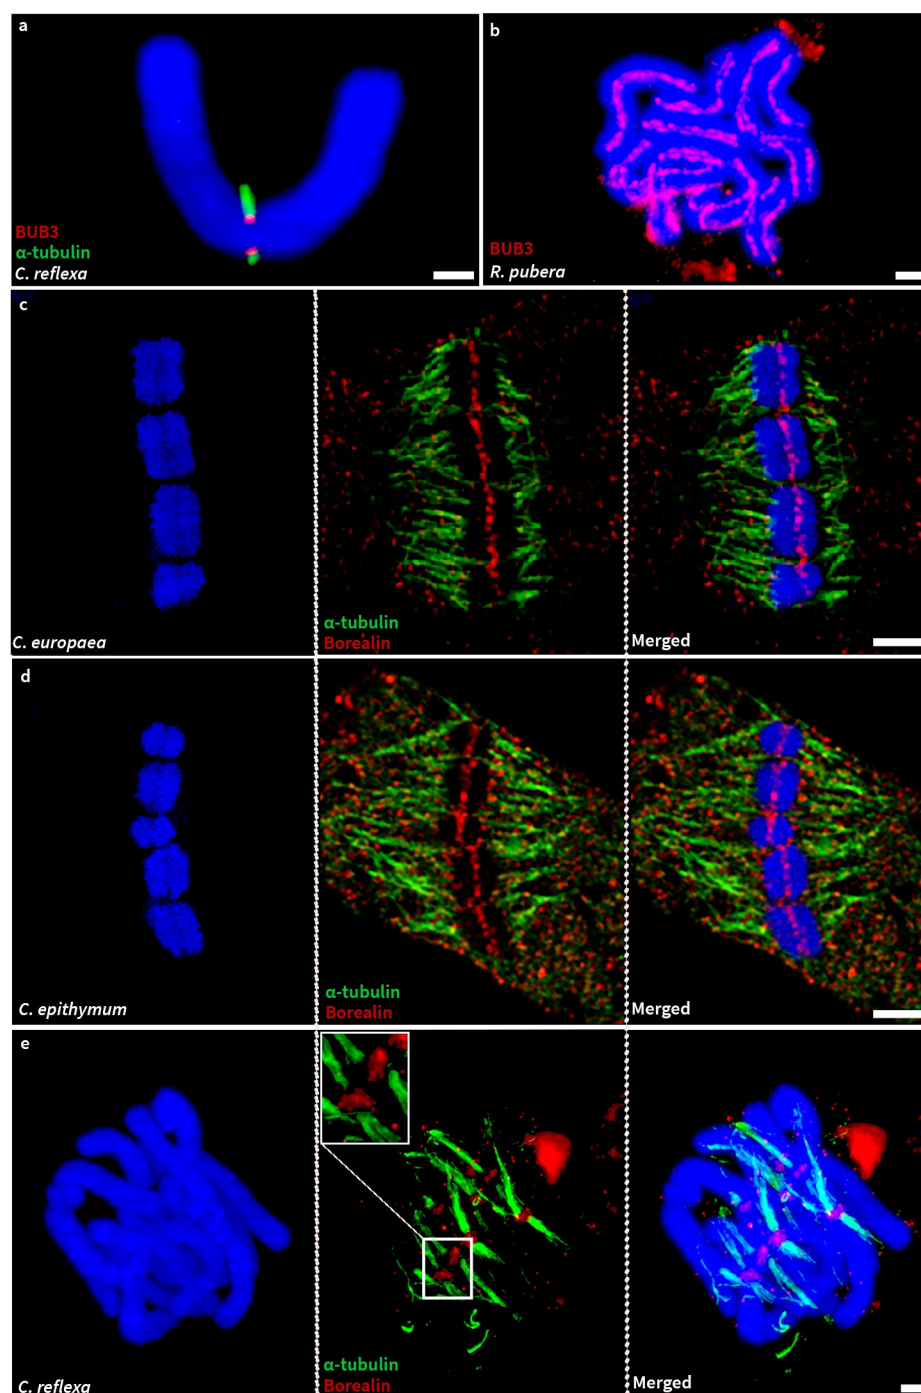 a
BUB3
α-tubulin
C. reflexa
b
BUB3
R. pubera
c
C. europaea
α-tubulin
Borealin
Merged
d
C. epithymum
α-tubulin
Borealin
Merged
e
C. reflexa
α-tubulin
Borealin
Merged